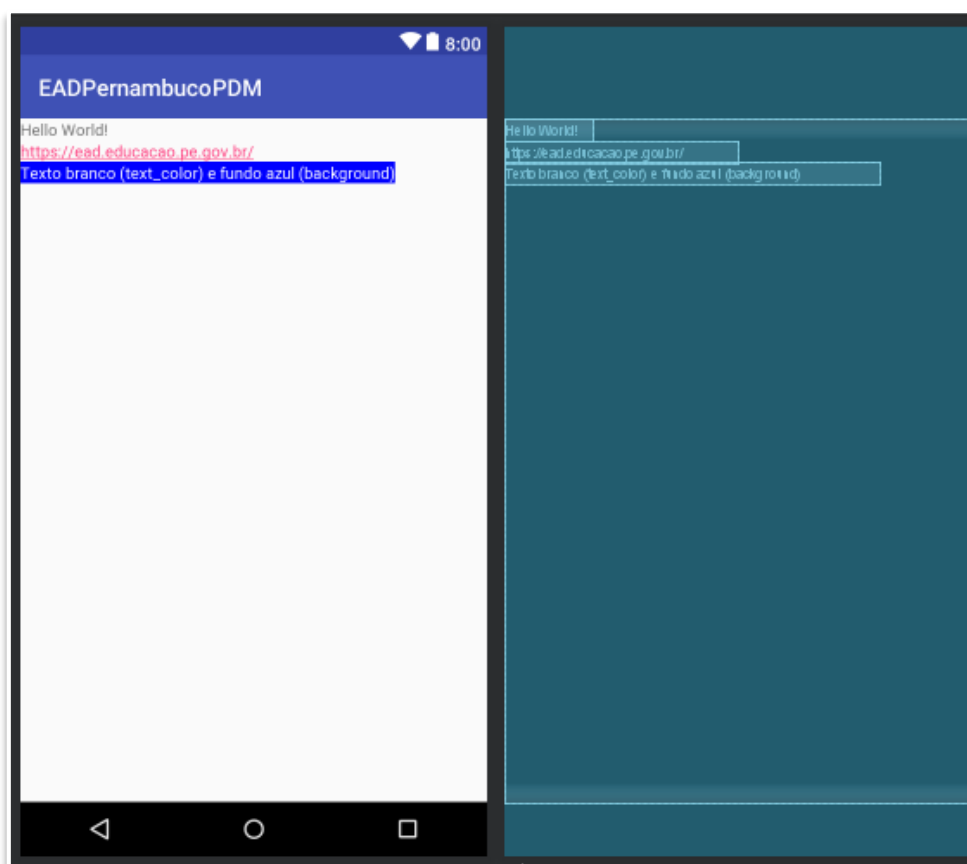 8:00
EADPernambucoPDM
Hello World!
https://ead.educacao.pe.gov.br/
Texto branco (text_color) e fundo azul (background)
Hello World!
https://ead.educacao.pe.gov.br/
Texto branco (text_color) e fundo azul (background)